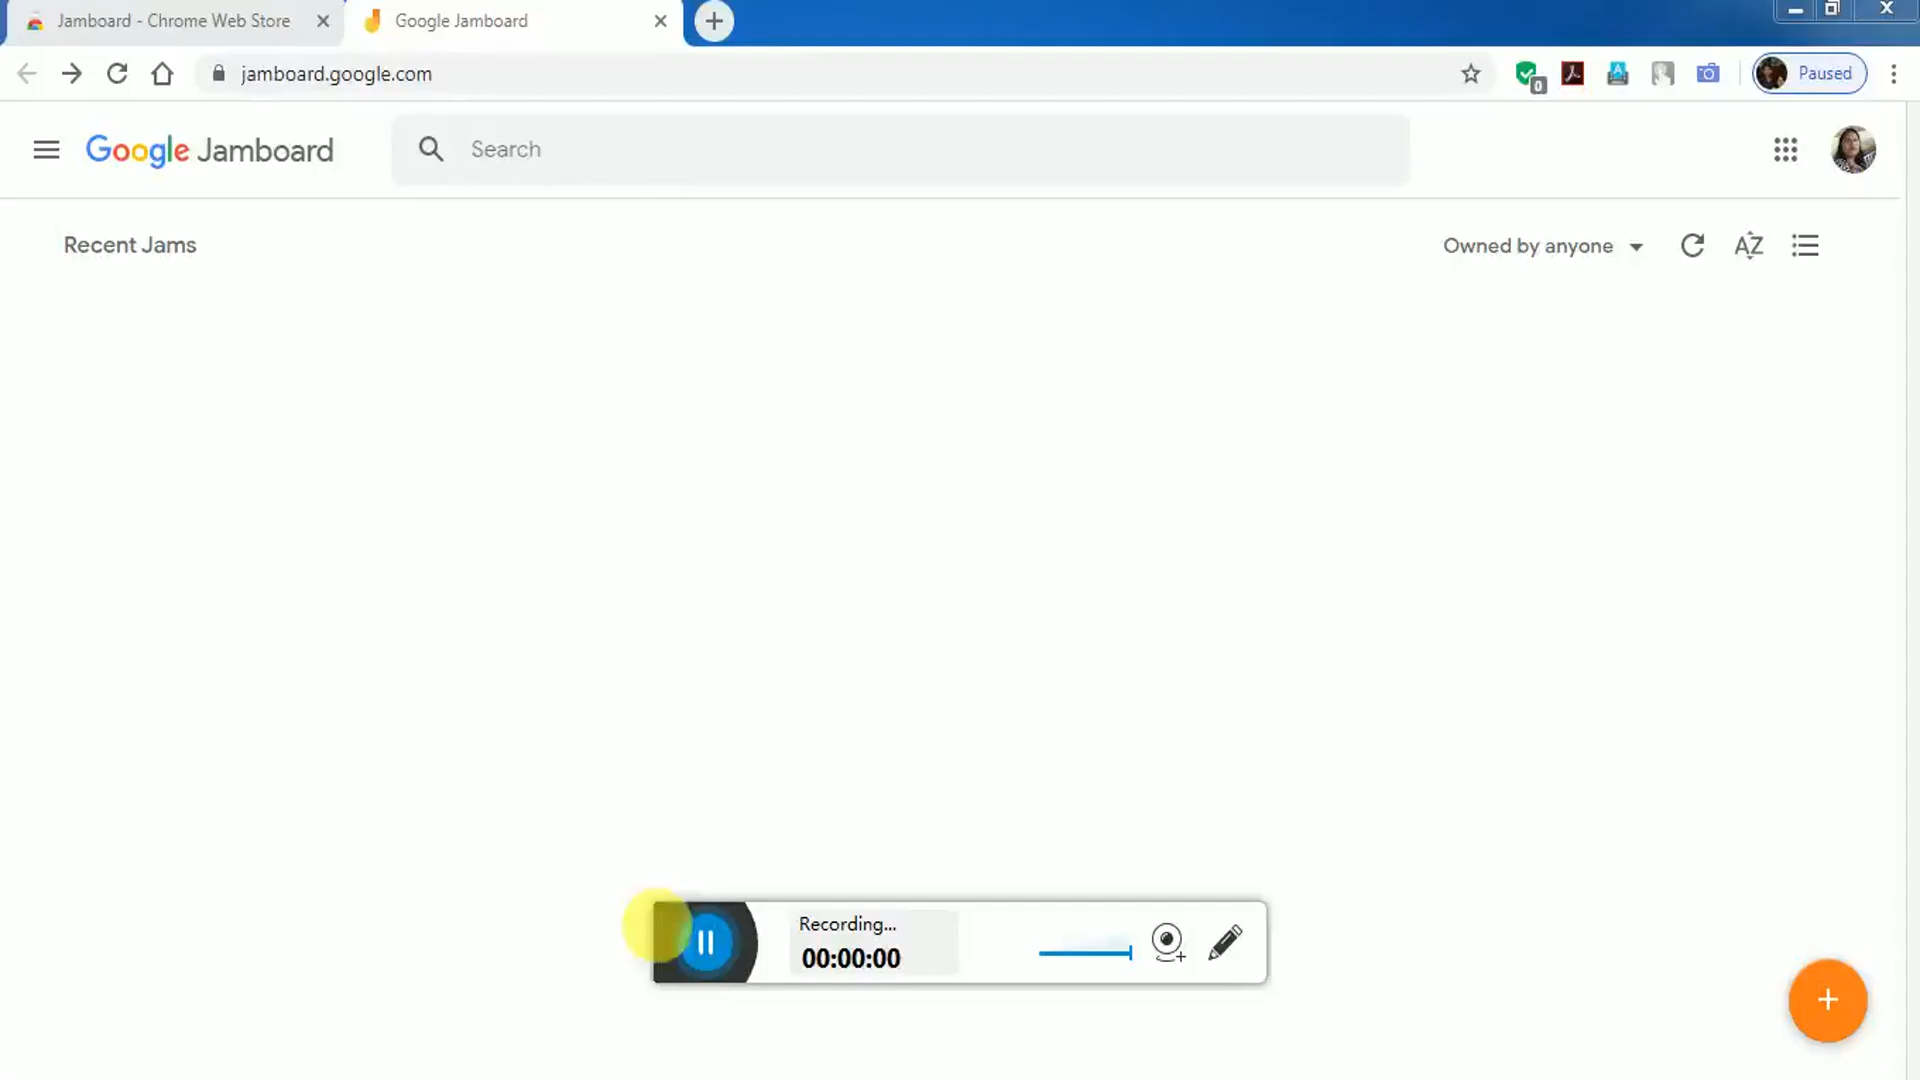 Jamboard - Chrome Web Store
Google Jamboard
jamboard.google.com
0
Paused
Google Jamboard
Search
Recent Jams
Owned by anyone
AZ
Recording...
00:00:00